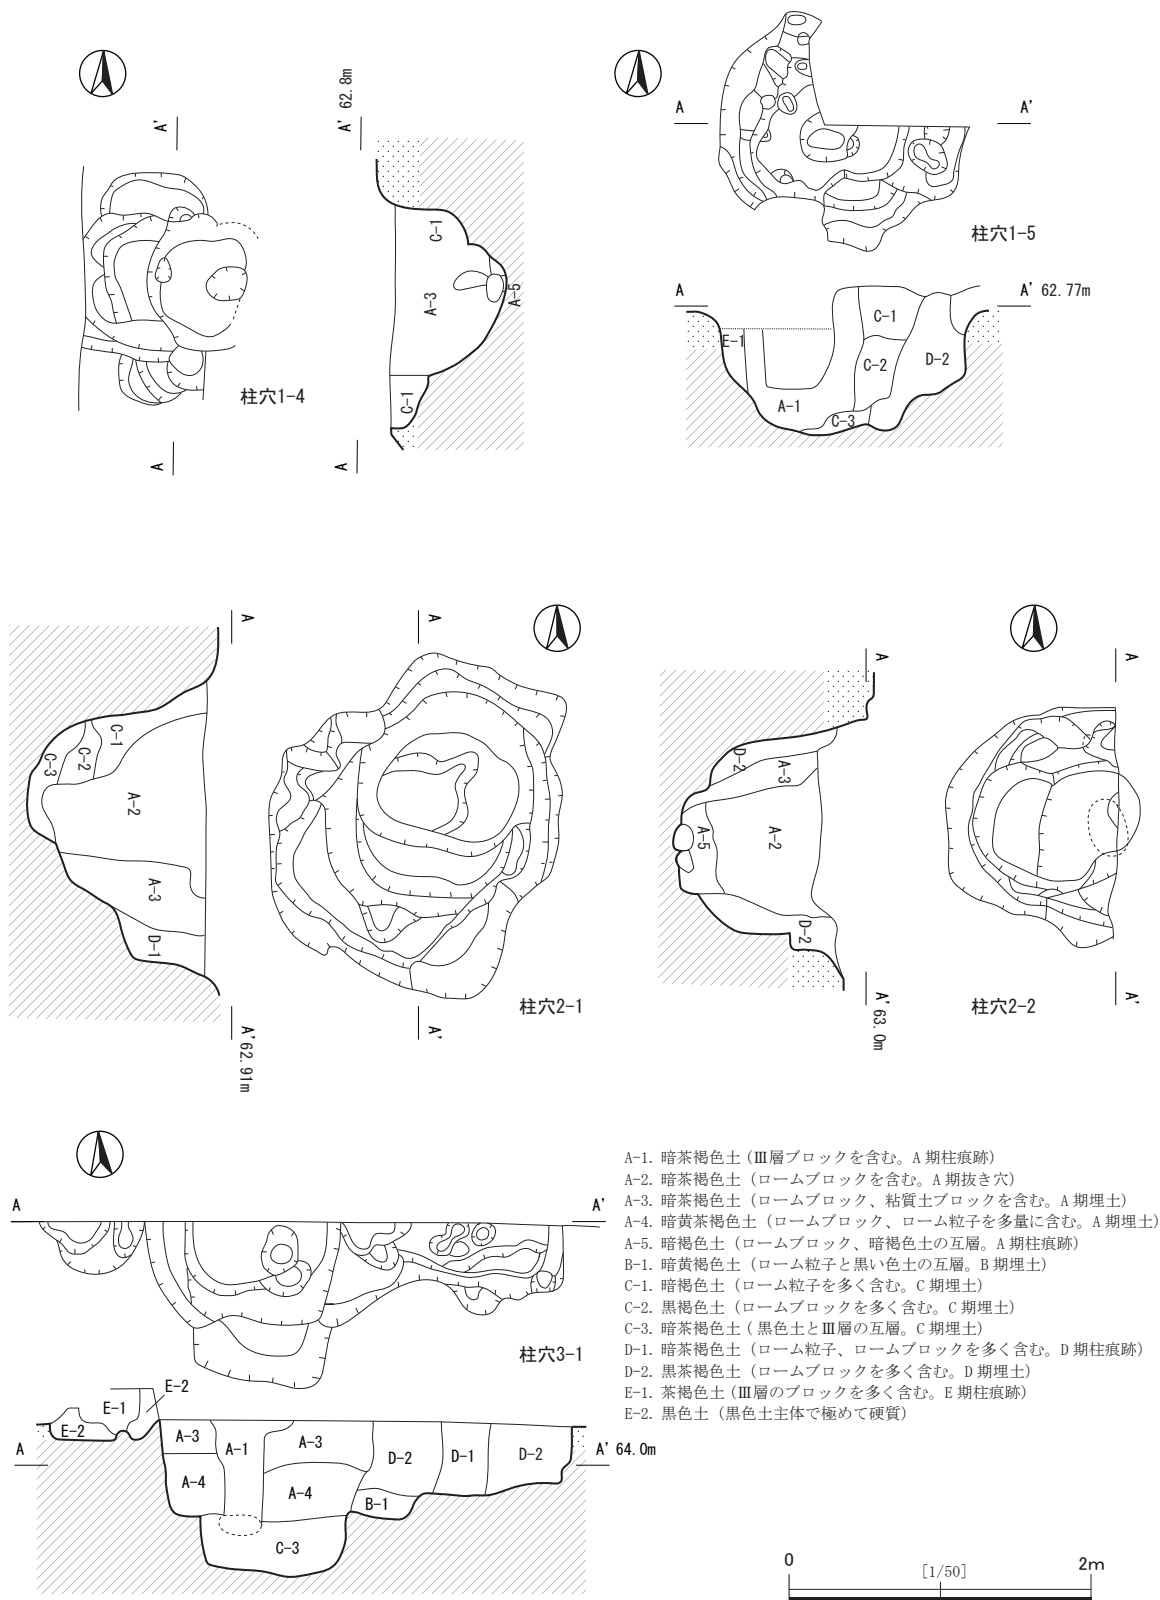 A'
A' 62.8m
C-1
A-3
A-5
C-1
柱穴1-4
A
A
A
A'
柱穴1-5
A
A' 62.77m
E-1
C-1
C-2
D-2
A-1
C-3
A
A
C-1
C-2
C-3
A-2
A-3
D-1
柱穴2-1
A' 62.91m
A'
A
A
D-2
A-3
A-5
A-2
D-2
柱穴2-2
A' 63.0m
A'
A
A'
柱穴3-1
E-2
E-1
E-2
A-3
A-1
A-3
D-2
D-1
D-2
A
A' 64.0m
A-4
A-4
B-1
C-3
A-1. 暗茶褐色土（Ⅲ層ブロックを含む。A 期柱痕跡）
A-2. 暗茶褐色土（ロームブロックを含む。A 期抜き穴）
A-3. 暗茶褐色土（ロームブロック、粘質土ブロックを含む。A 期埋土）
A-4. 暗黄茶褐色土（ロームブロック、ローム粒子を多量に含む。A 期埋土）
A-5. 暗褐色土（ロームブロック、暗褐色土の互層。A 期柱痕跡）
B-1. 暗黄褐色土（ローム粒子と黒い色土の互層。B 期埋土）
C-1. 暗褐色土（ローム粒子を多く含む。C 期埋土）
C-2. 黒褐色土（ロームブロックを多く含む。C 期埋土）
C-3. 暗茶褐色土（ 黒色土とⅢ層の互層。C 期埋土）
D-1. 暗茶褐色土（ローム粒子、ロームブロックを多く含む。D 期柱痕跡）
D-2. 黒茶褐色土（ロームブロックを多く含む。D 期埋土）
E-1. 茶褐色土（Ⅲ層のブロックを多く含む。E 期柱痕跡）
E-2. 黒色土（黒色土主体で極めて硬質）
0 [1/50] 2m